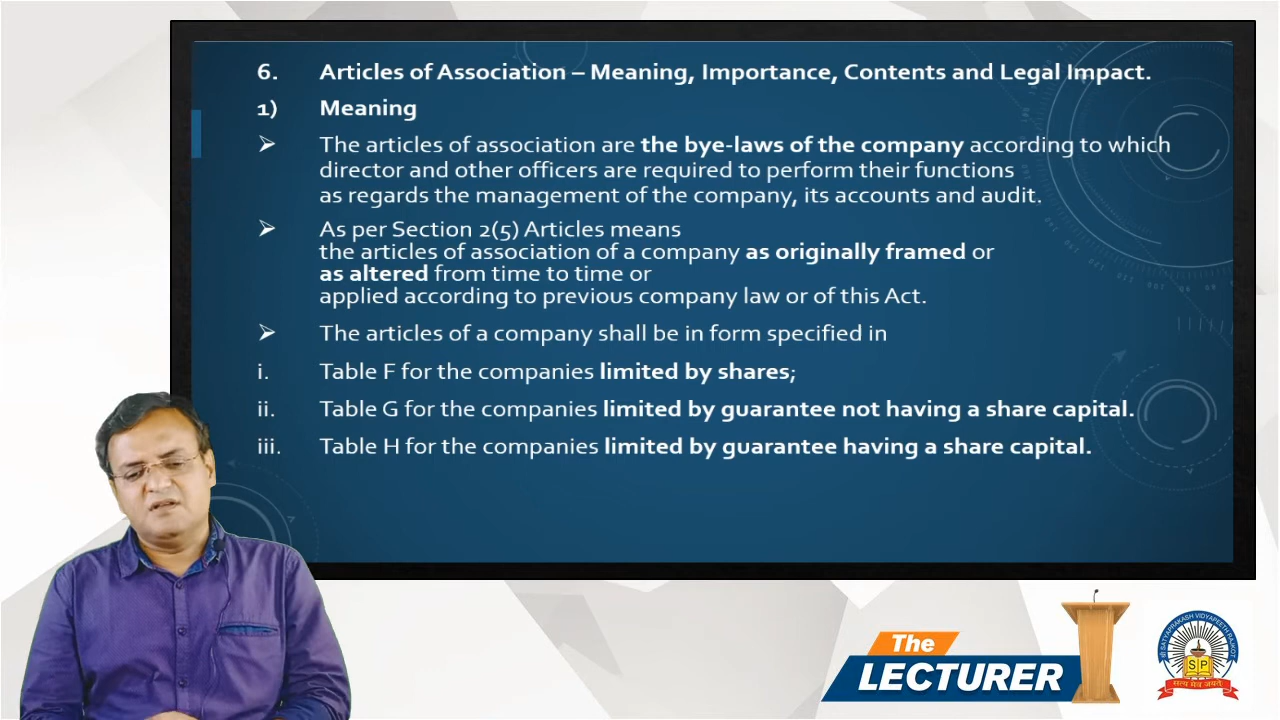 6. Articles of Association – Meaning, Importance, Contents and Legal Impact.
1) Meaning
➢ The articles of association are the bye-laws of the company according to which
director and other officers are required to perform their functions
as regards the management of the company, its accounts and audit.
➢ As per Section 2(5) Articles means
the articles of association of a company as originally framed or
as altered from time to time or
applied according to previous company law or of this Act.
➢ The articles of a company shall be in form specified in
i. Table F for the companies limited by shares;
ii. Table G for the companies limited by guarantee not having a share capital.
iii. Table H for the companies limited by guarantee having a share capital.
The
LECTURER
SATYAPRAKASH VIDYAPEETH RAJKOT
S P
सत्य मेव जयते